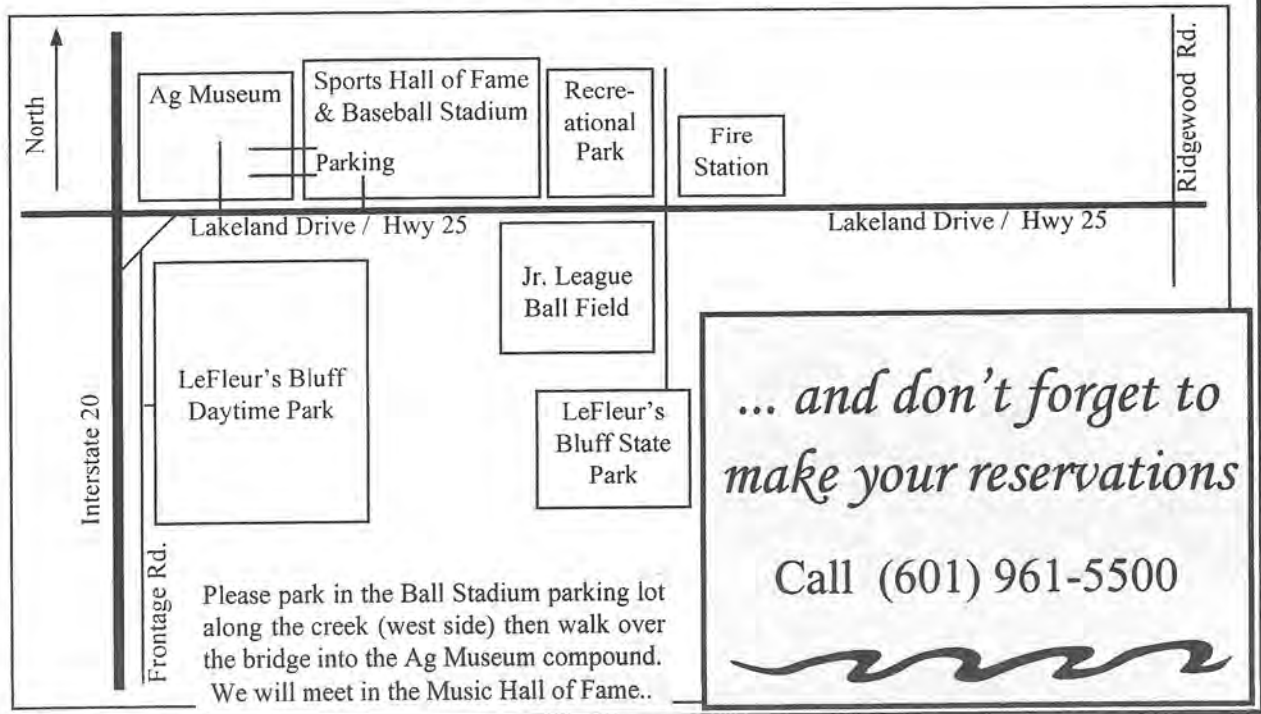 North
Ag Museum
Sports Hall of Fame
& Baseball Stadium
Parking
Recre-
ational
Park
Fire
Station
Ridgewood Rd.
Lakeland Drive / Hwy 25
Lakeland Drive / Hwy 25
Jr. League
Ball Field
LeFleur's Bluff
Daytime Park
LeFleur's
Bluff State
Park
Interstate 20
Frontage Rd.
Please park in the Ball Stadium parking lot
along the creek (west side) then walk over
the bridge into the Ag Museum compound.
We will meet in the Music Hall of Fame..
... and don't forget to
make your reservations
Call (601) 961-5500